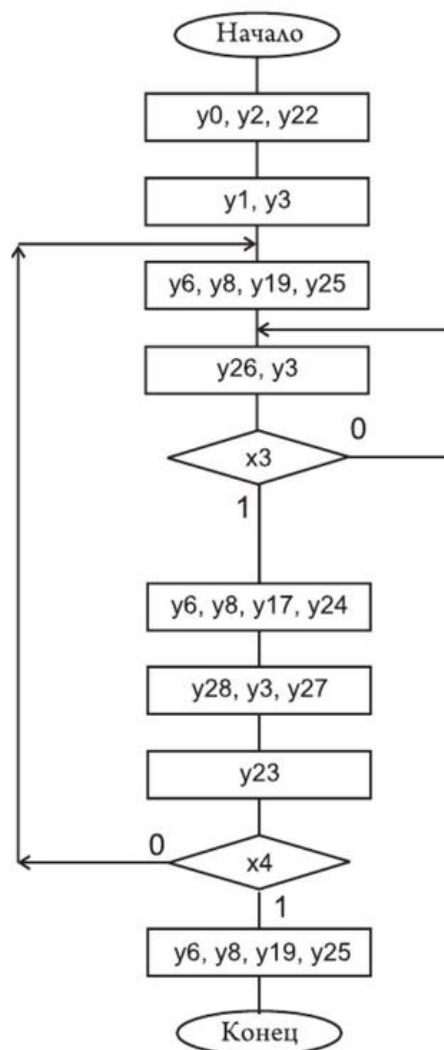 Начало
y0, y2, y22
y1, y3
y6, y8, y19, y25
y26, y3
0
x3
1
y6, y8, y17, y24
y28, y3, y27
y23
0
x4
1
y6, y8, y19, y25
Конец